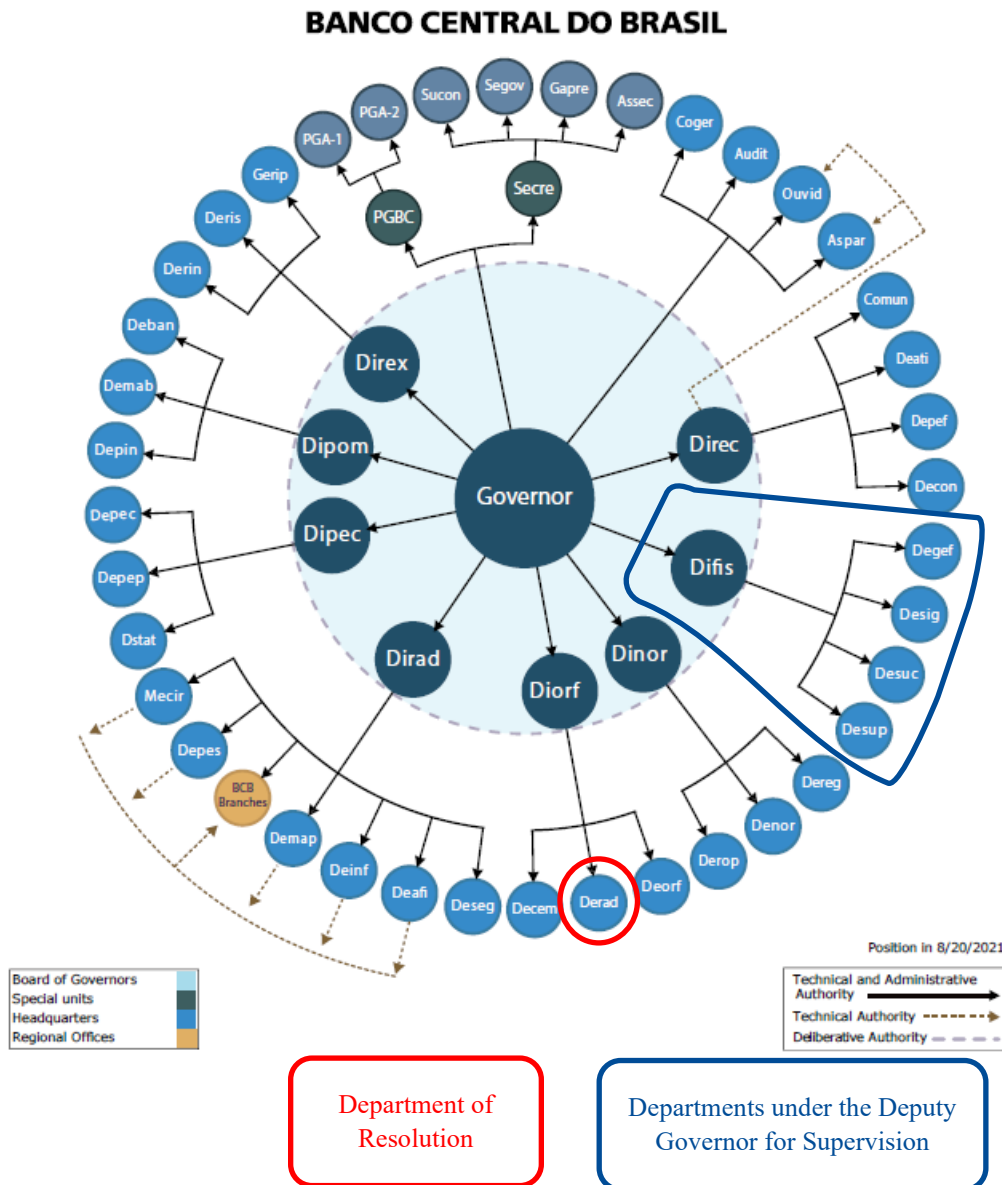 BANCO CENTRAL DO BRASIL
Sucon
Segov
Gapre
Assec
PGA-2
PGA-1
Coger
Audit
Ouvid
Aspar
Gerip
Deris
Derin
PGBC
Secre
Deban
Demab
Depin
Comun
Deati
Depef
Decon
Direx
Dipom
Dipec
Governor
Direc
Difis
Dirad
Diorf
Dinor
Depec
Depep
Dstat
Degef
Desig
Desuc
Desup
Mecir
Depes
BCB
Branches
Demap
Deinf
Deafi
Deseg
Decem
Derad
Deorf
Derop
Denor
Dereg
Position in 8/20/2021
Board of Governors
Special units
Headquarters
Regional Offices
Technical and Administrative
Authority
Technical Authority
Deliberative Authority
Department of
Resolution
Departments under the Deputy
Governor for Supervision